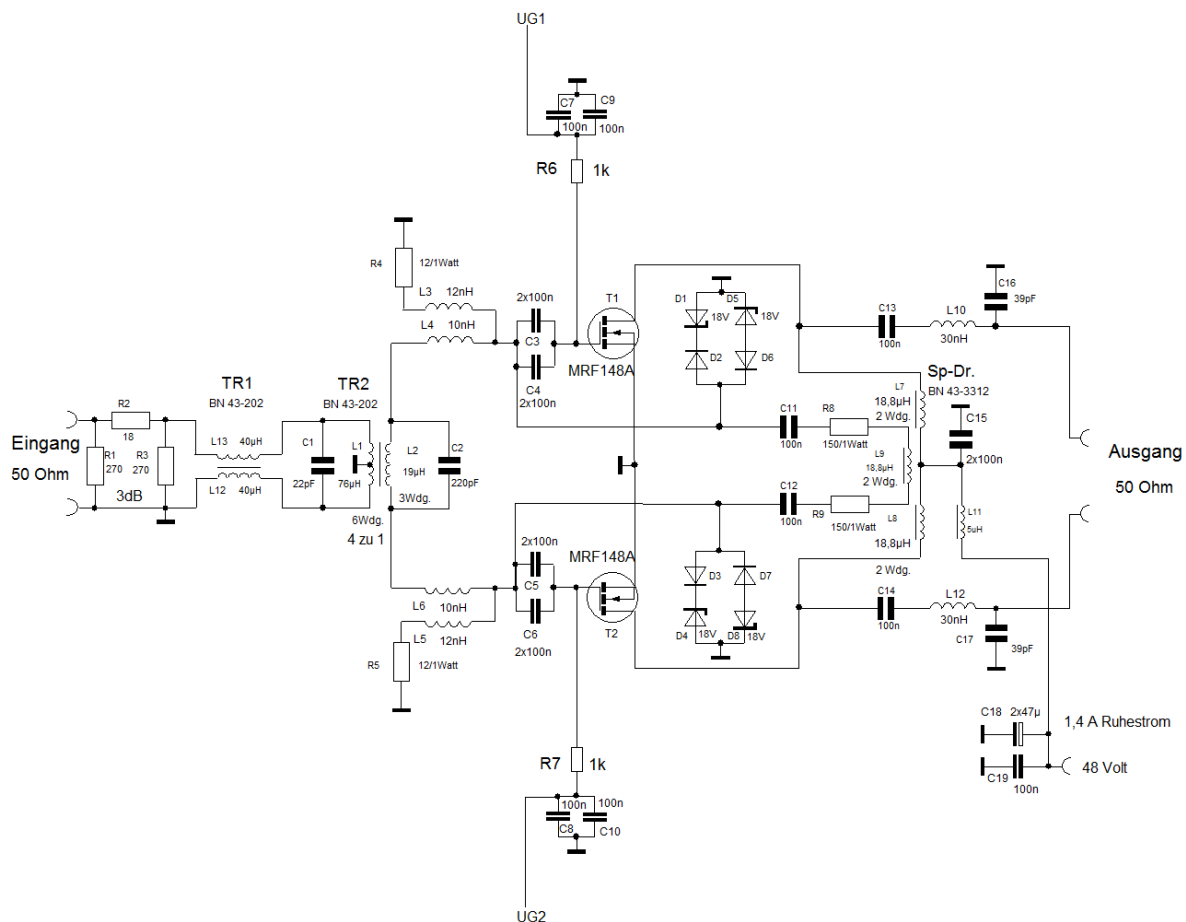 UG1
C7
C9
100n
100n
R6
1k
R4
12/1Watt
L3
12nH
L4
10nH
2x100n
C3
C4
2x100n
T1
MRF148A
D1
D5
18V
18V
D2
D6
C16
39pF
C13
100n
L10
30nH
Sp-Dr.
BN 43-3312
L7
18,8µH
2 Wdg.
C15
2x100n
TR1
BN 43-202
TR2
BN 43-202
R2
18
Eingang
50 Ohm
R1
270
R3
270
3dB
L13
40µH
L12
40µH
C1
22pF
L1
76µH
6Wdg.
4 zu 1
L2
19µH
3Wdg.
C2
220pF
C11
100n
R8
150/1Watt
L9
18,8µH
2 Wdg.
C12
100n
R9
150/1Watt
L8
18,8µH
2 Wdg.
L11
5uH
Ausgang
50 Ohm
L6
10nH
L5
12nH
R5
12/1Watt
2x100n
C5
C6
2x100n
MRF148A
T2
D3
D7
D4
18V
D8
18V
C14
100n
L12
30nH
C17
39pF
C18
2x47µ
1,4 A Ruhestrom
C19
100n
48 Volt
R7
1k
100n
100n
C8
C10
UG2